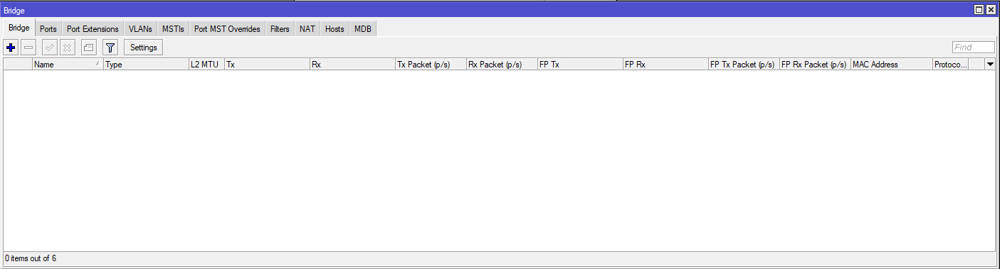 Bridge
Bridge Ports Port Extensions VLANs MSTIs Port MST Overrides Filters NAT Hosts MDB
Settings Find
Name Type L2 MTU Tx Rx Tx Packet (p/s) Rx Packet (p/s) FP Tx FP Rx FP Tx Packet (p/s) FP Rx Packet (p/s) MAC Address Protoco...
0 items out of 6